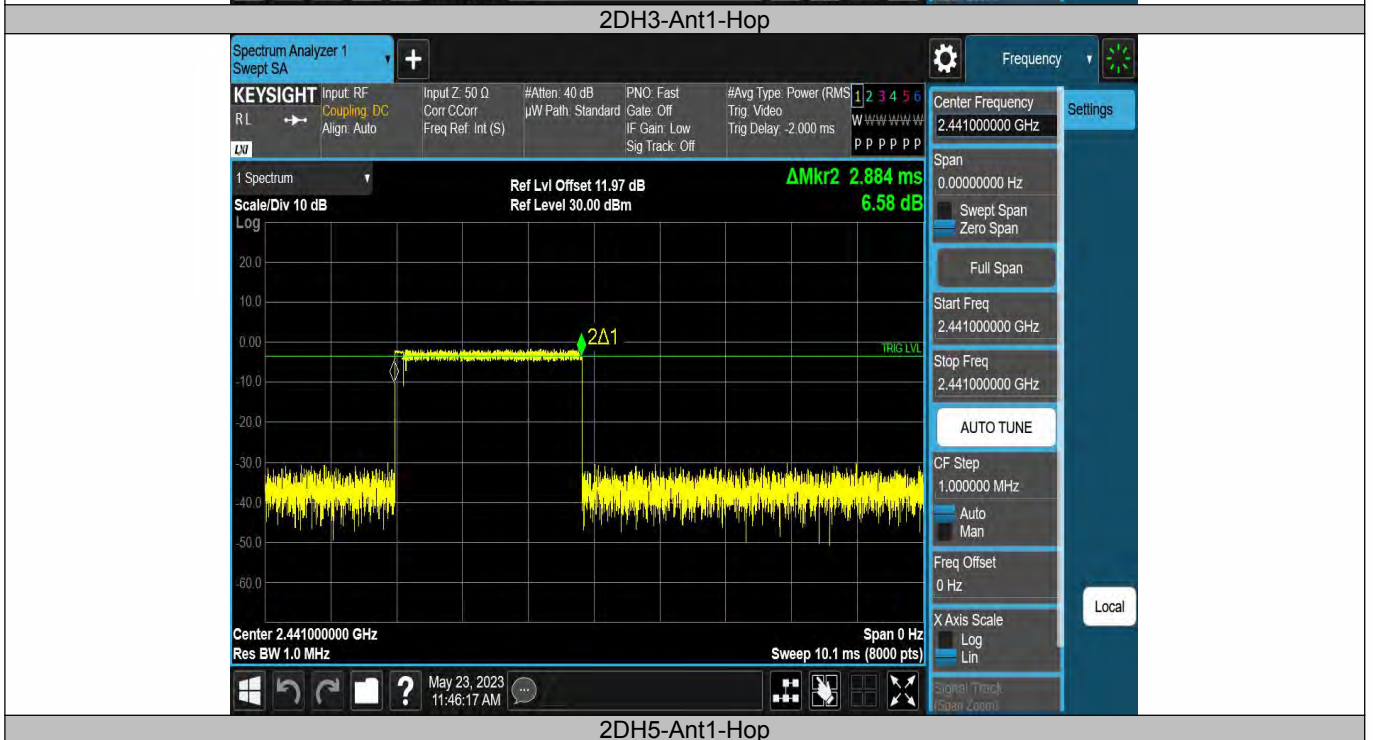 2DH3-Ant1-Hop
Spectrum Analyzer 1
Swept SA
+
Frequency
KEYSIGHT
RL
LXI
Input: RF
Coupling: DC
Align: Auto
Input Z: 50 Ω
Corr CCorr
Freq Ref: Int (S)
#Atten: 40 dB
µW Path: Standard
PNO: Fast
Gate: Off
IF Gain: Low
Sig Track: Off
#Avg Type: Power (RMS
Trig: Video
Trig Delay: -2.000 ms
1 2 3 4 5 6
W W W W W W
P P P P P P
Center Frequency
2.441000000 GHz
Settings
1 Spectrum
Scale/Div 10 dB
Log
Ref Lvl Offset 11.97 dB
Ref Level 30.00 dBm
ΔMkr2 2.884 ms
6.58 dB
Span
0.00000000 Hz
Swept Span
Zero Span
Full Span
Start Freq
2.441000000 GHz
Stop Freq
2.441000000 GHz
AUTO TUNE
CF Step
1.000000 MHz
Auto
Man
Freq Offset
0 Hz
X Axis Scale
Log
Lin
Signal Track
(Span Zoom)
Local
20.0
10.0
0.00
-10.0
-20.0
-30.0
-40.0
-50.0
-60.0
2Δ1
TRIG LVL
Center 2.441000000 GHz
Res BW 1.0 MHz
Span 0 Hz
Sweep 10.1 ms (8000 pts)
?
May 23, 2023
11:46:17 AM
2DH5-Ant1-Hop